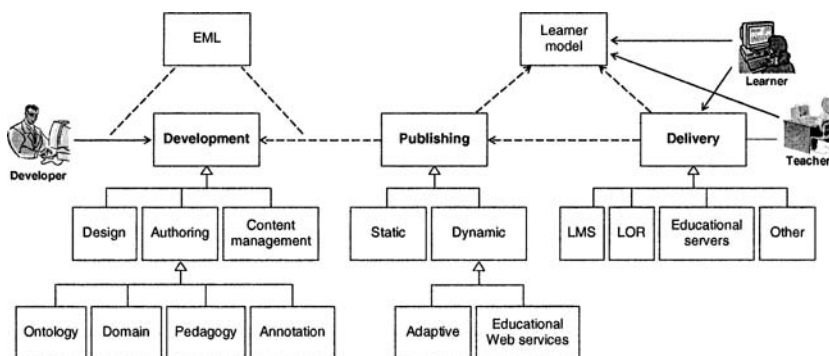 EML
Learner
model
Learner
Development
Publishing
Delivery
Developer
Teacher
Design
Authoring
Content
management
Static
Dynamic
LMS
LOR
Educational
servers
Other
Ontology
Domain
Pedagogy
Annotation
Adaptive
Educational
Web services